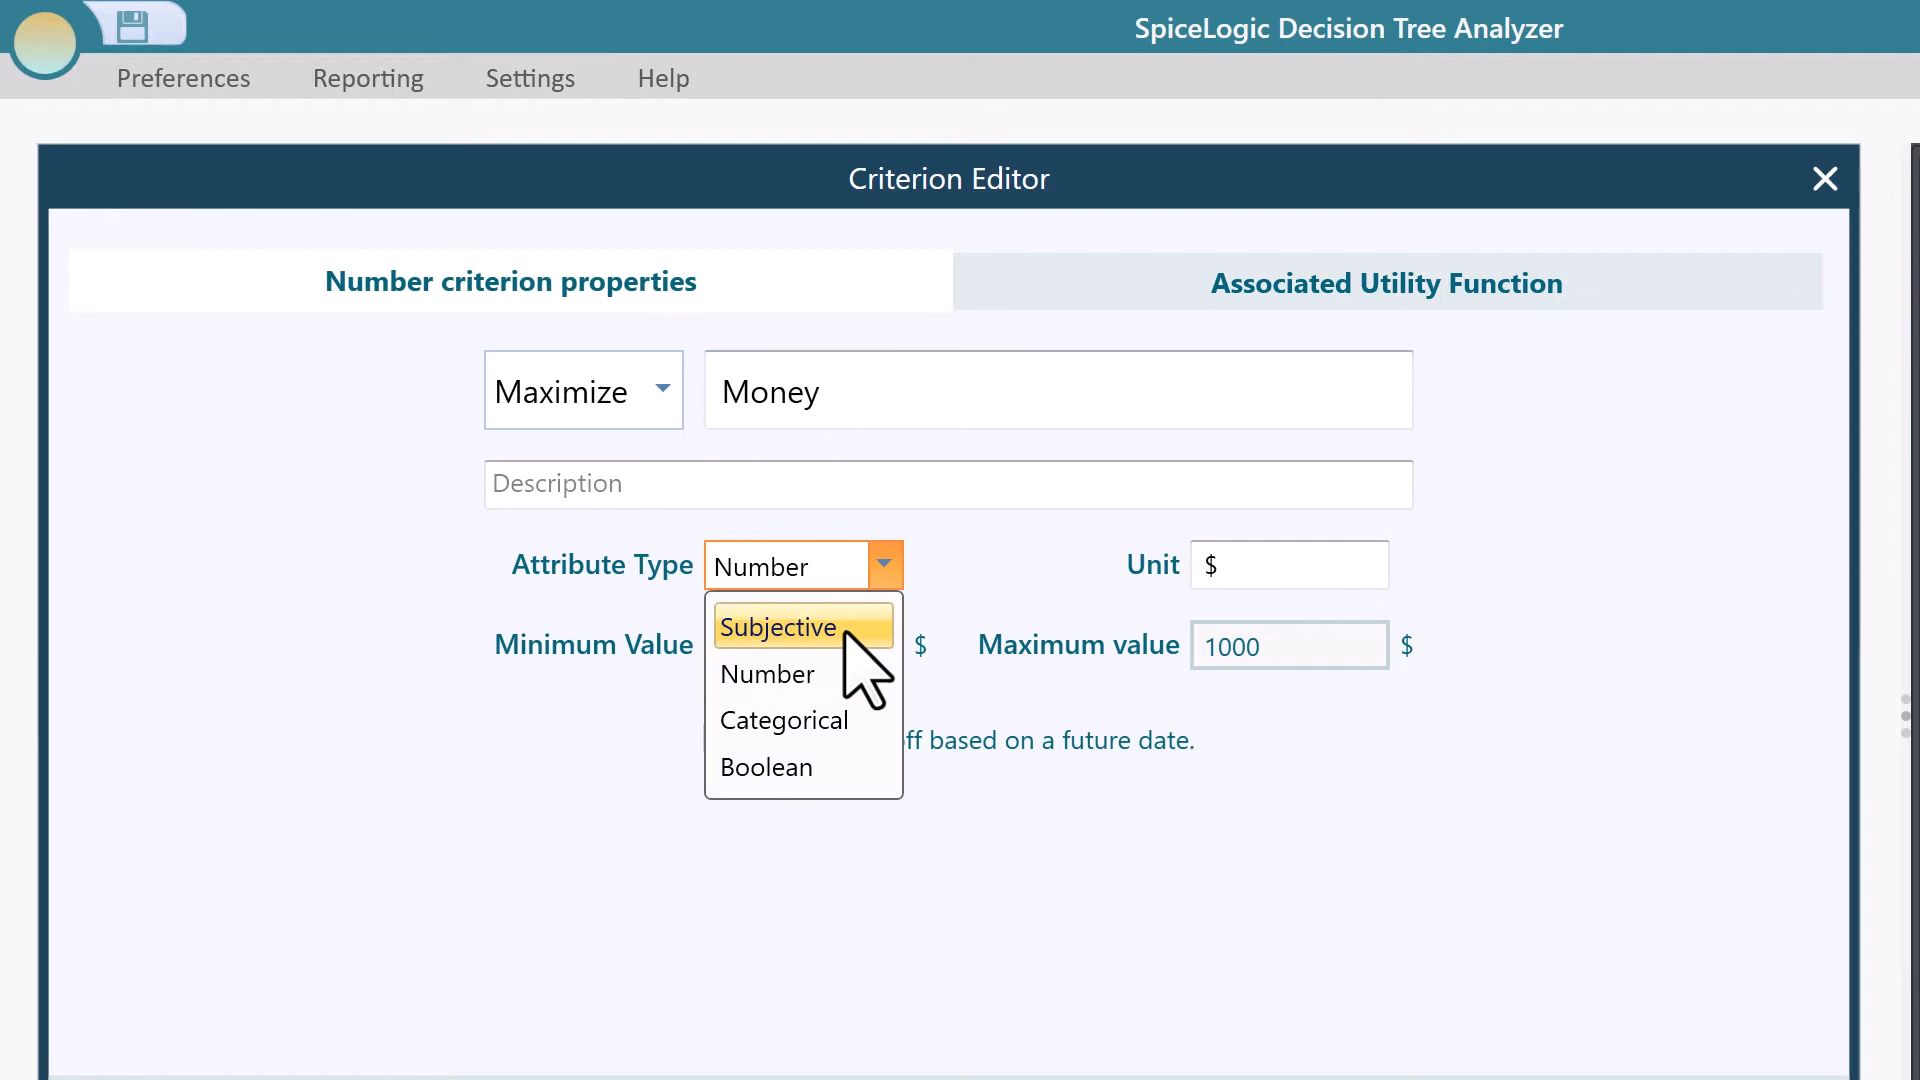 SpiceLogic Decision Tree Analyzer
Preferences Reporting Settings Help
Criterion Editor
Number criterion properties Associated Utility Function
Maximize Money
Description
Attribute Type Number Unit $
Minimum Value $ Maximum value 1000 $
Subjective
Number
Categorical
Boolean
ff based on a future date.